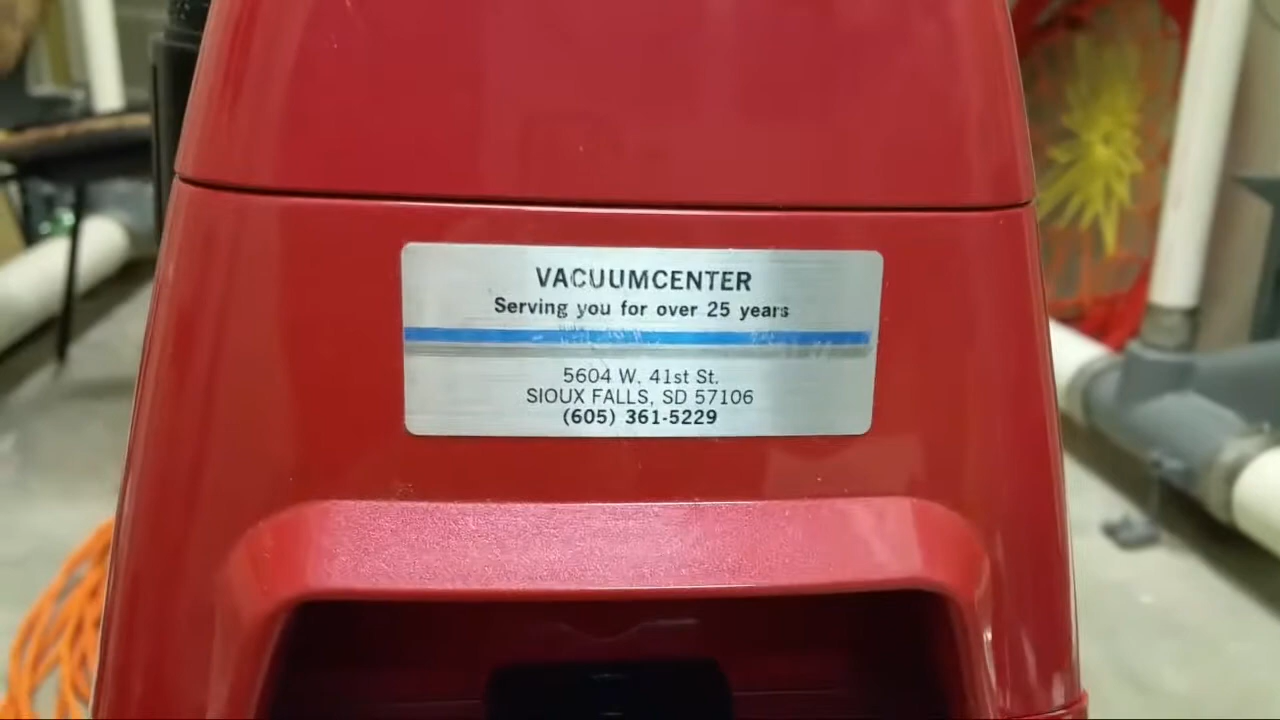 VACUUMCENTER
Serving you for over 25 years
5604 W. 41st St.
SIOUX FALLS, SD 57106
(605) 361-5229